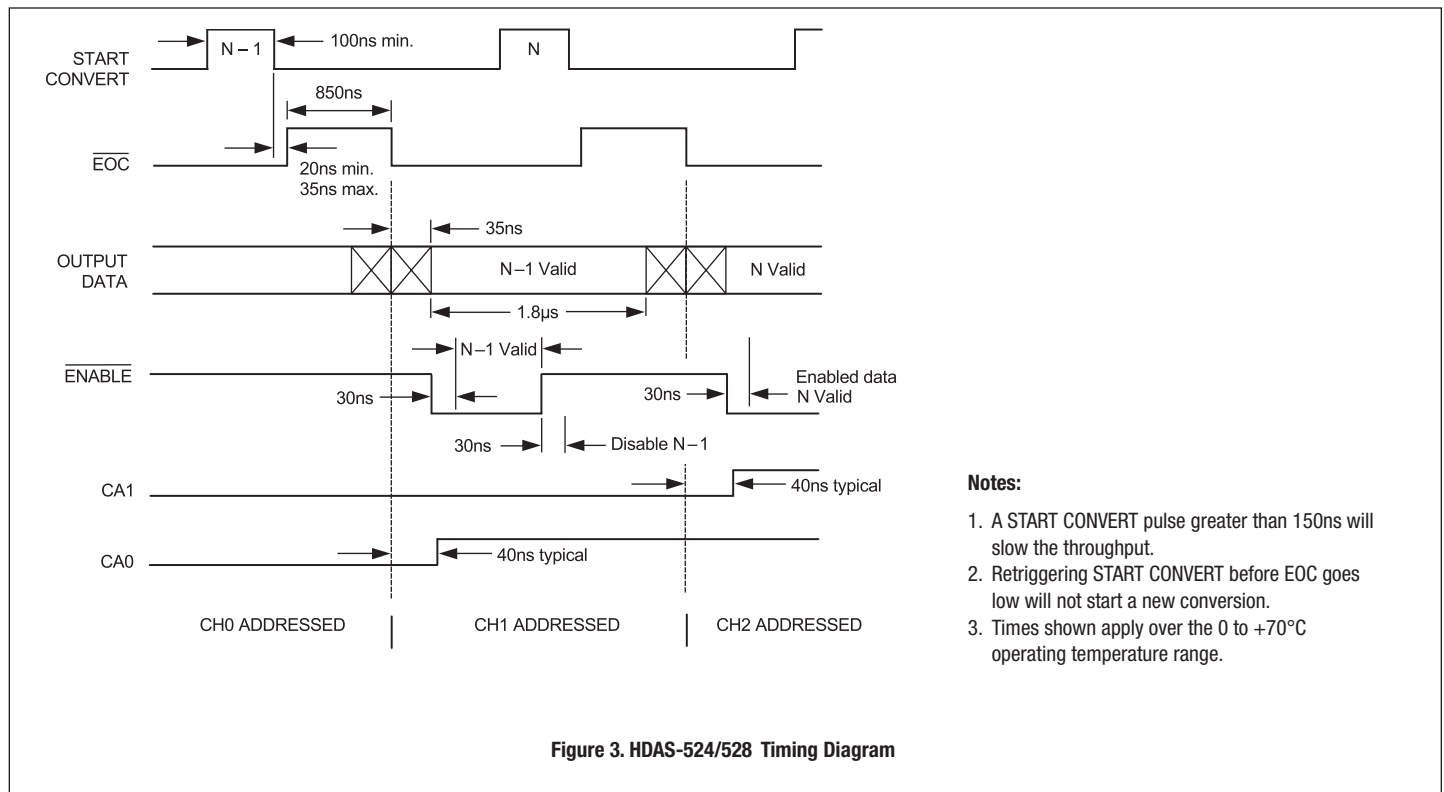 START
CONVERT
N – 1
100ns min.
N
850ns
EOC
20ns min.
35ns max.
35ns
OUTPUT
DATA
N–1 Valid
N Valid
1.8µs
N–1 Valid
ENABLE
30ns
30ns
Enabled data
N Valid
30ns
Disable N–1
CA1
40ns typical
CA0
40ns typical
CH0 ADDRESSED
CH1 ADDRESSED
CH2 ADDRESSED
Notes:
1. A START CONVERT pulse greater than 150ns will
slow the throughput.
2. Retriggering START CONVERT before EOC goes
low will not start a new conversion.
3. Times shown apply over the 0 to +70°C
operating temperature range.
Figure 3. HDAS-524/528 Timing Diagram